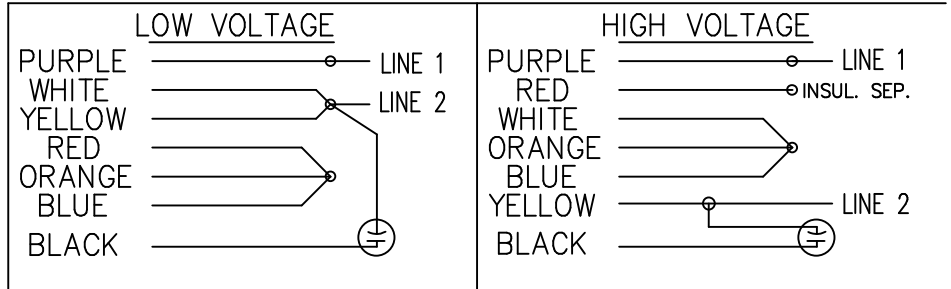 LOW VOLTAGE
PURPLE
LINE 1
WHITE
LINE 2
YELLOW
RED
ORANGE
BLUE
BLACK
HIGH VOLTAGE
PURPLE
LINE 1
RED
INSUL. SEP.
WHITE
ORANGE
BLUE
YELLOW
LINE 2
BLACK